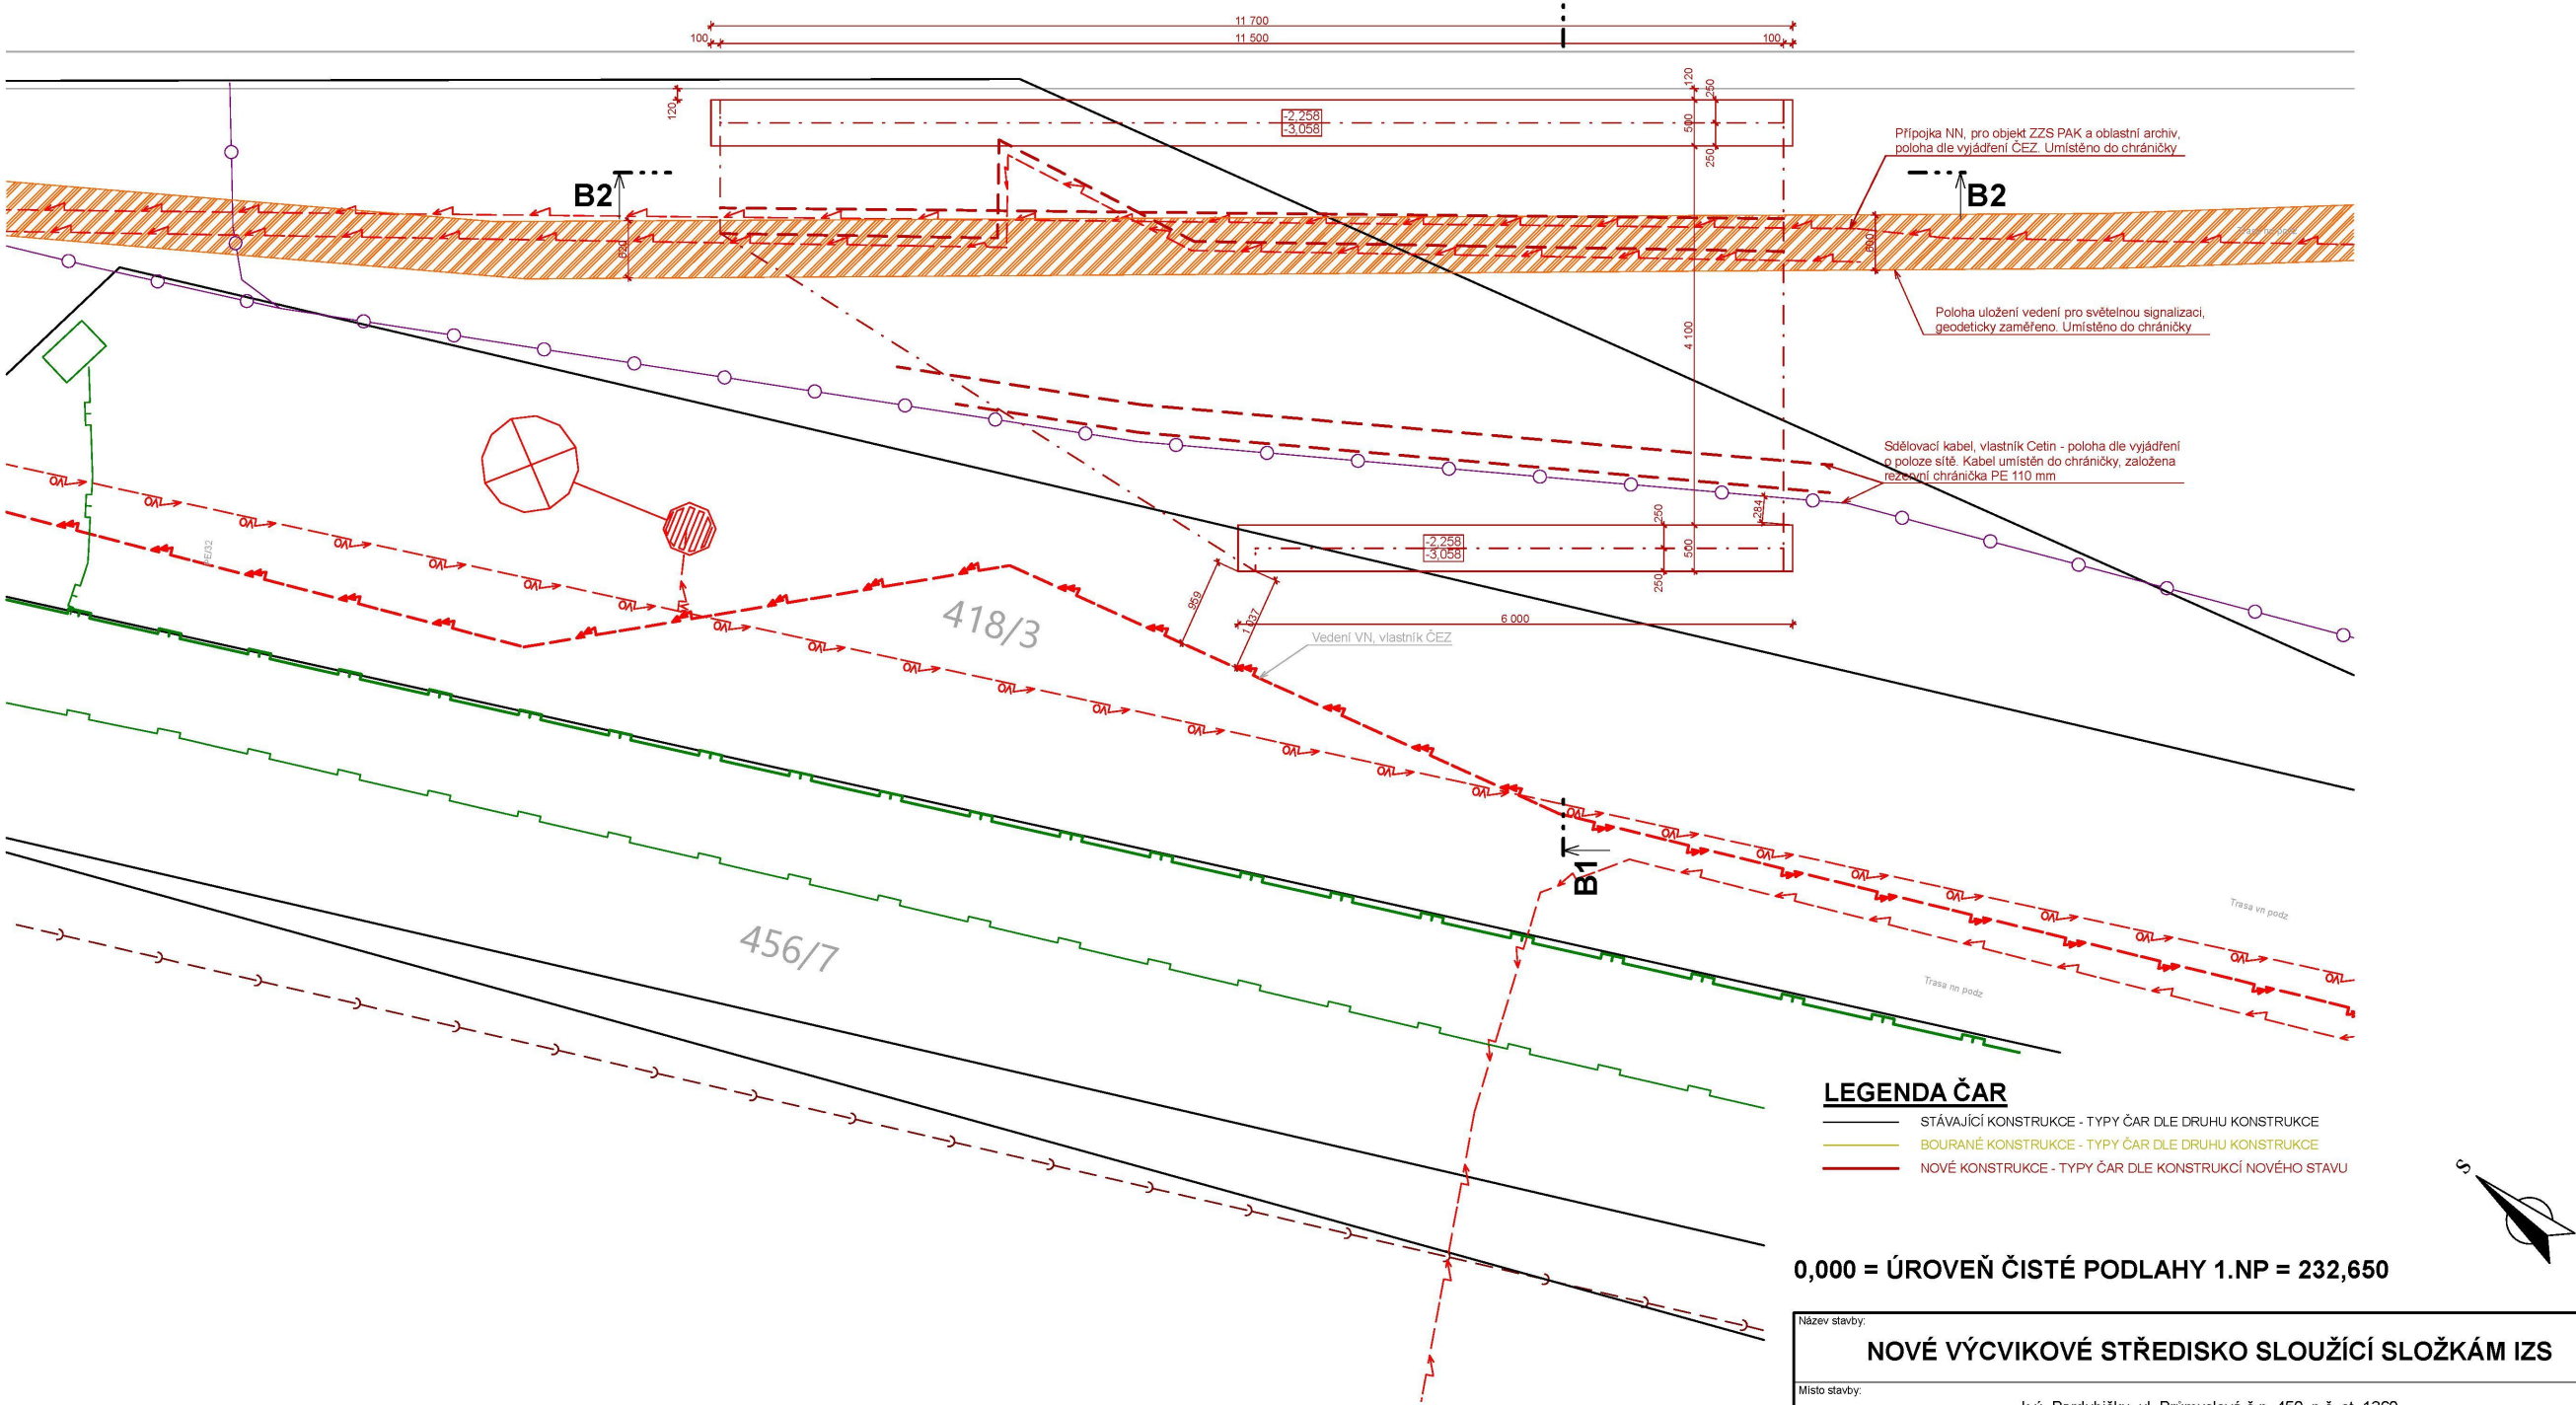 11 700
100
11 500
100
120
120
250
500
250
-2,258
-3,058
Přípojka NN, pro objekt ZZS PAK a oblastní archiv,
poloha dle vyjádření ČEZ. Umístěno do chráničky
B2
B2
620
600
Poloha uložení vedení pro světelnou signalizaci,
geodeticky zaměřeno. Umístěno do chráničky
4 100
Sdělovací kabel, vlastník Cetin - poloha dle vyjádření
o poloze sítě. Kabel umístěn do chráničky, založena
rezervní chránička PE 110 mm
284
250
500
250
-2,258
-3,058
959
1 037
6 000
418/3
Vedení VN, vlastník ČEZ
B1
456/7
Trasa vn podz
Trasa nn podz
LEGENDA ČAR
STÁVAJÍCÍ KONSTRUKCE - TYPY ČAR DLE DRUHU KONSTRUKCE
BOURANÉ KONSTRUKCE - TYPY ČAR DLE DRUHU KONSTRUKCE
NOVÉ KONSTRUKCE - TYPY ČAR DLE KONSTRUKCÍ NOVÉHO STAVU
S
0,000 = ÚROVEŇ ČISTÉ PODLAHY 1.NP = 232,650
Název stavby:
NOVÉ VÝCVIKOVÉ STŘEDISKO SLOUŽÍCÍ SLOŽKÁM IZS
Místo stavby: